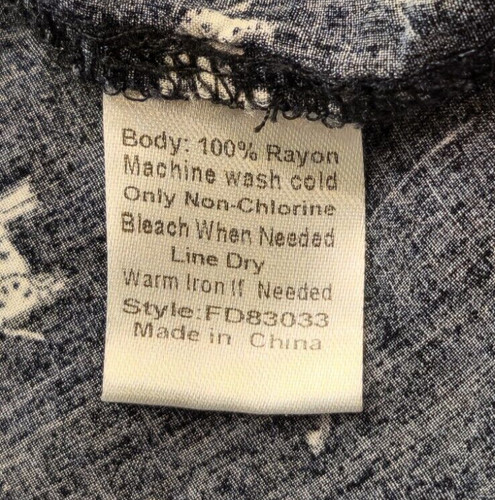 Body: 100% Rayon
Machine wash cold
Only Non-Chlorine
Bleach When Needed
Line Dry
Warm Iron If Needed
Style:FD83033
Made in China